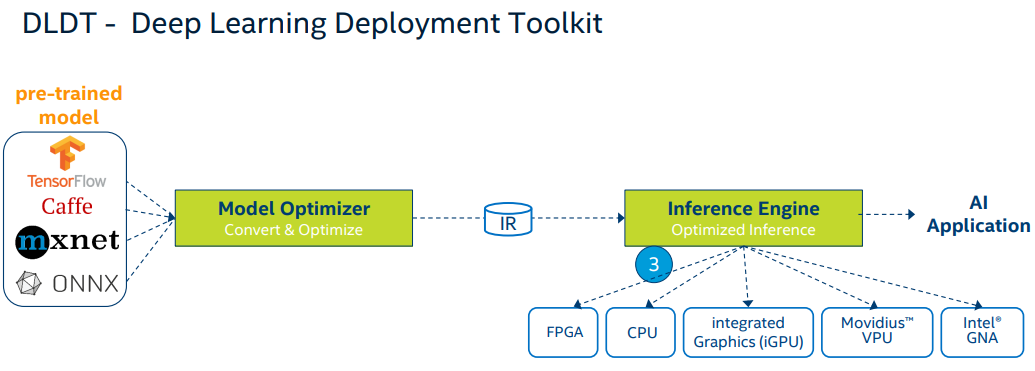 DLDT - Deep Learning Deployment Toolkit
pre-trained
model
TensorFlow
Caffe
mxnet
ONNX
Model Optimizer
Convert & Optimize
IR
Inference Engine
Optimized Inference
AI
Application
3
FPGA
CPU
integrated
Graphics (iGPU)
Movidius™
VPU
Intel®
GNA